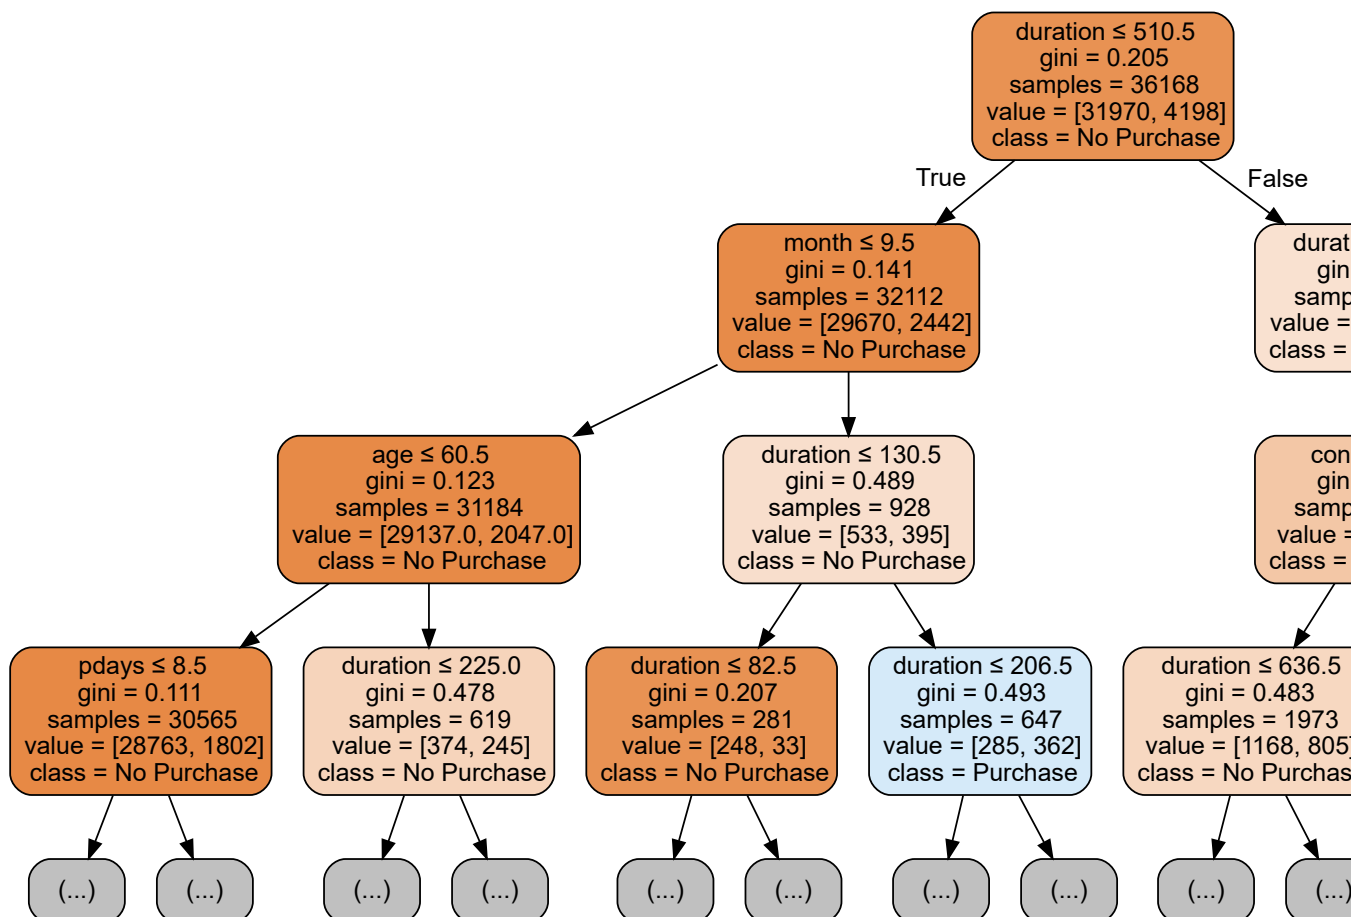 duration ≤ 510.5
gini = 0.205
samples = 36168
value = [31970, 4198]
class = No Purchase
True
False
month ≤ 9.5
gini = 0.141
samples = 32112
value = [29670, 2442]
class = No Purchase
durat
gin
samp
value =
class =
age ≤ 60.5
gini = 0.123
samples = 31184
value = [29137.0, 2047.0]
class = No Purchase
duration ≤ 130.5
gini = 0.489
samples = 928
value = [533, 395]
class = No Purchase
con
gin
samp
value =
class =
pdays ≤ 8.5
gini = 0.111
samples = 30565
value = [28763, 1802]
class = No Purchase
duration ≤ 225.0
gini = 0.478
samples = 619
value = [374, 245]
class = No Purchase
duration ≤ 82.5
gini = 0.207
samples = 281
value = [248, 33]
class = No Purchase
duration ≤ 206.5
gini = 0.493
samples = 647
value = [285, 362]
class = Purchase
duration ≤ 636.5
gini = 0.483
samples = 1973
value = [1168, 805]
class = No Purchas
(...)
(...)
(...)
(...)
(...)
(...)
(...)
(...)
(...)
(...)